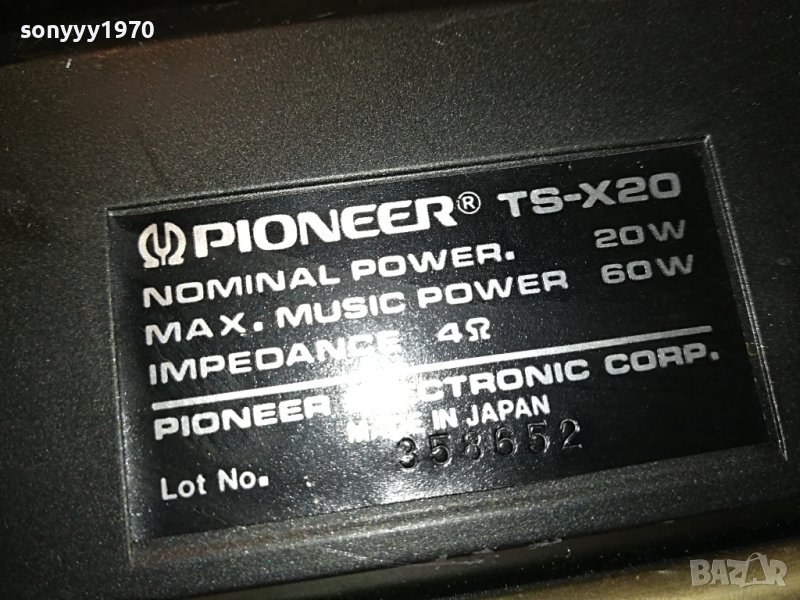 sonyyy1970
PIONEER® TS-X20
NOMINAL POWER. 20W
MAX. MUSIC POWER 60W
IMPEDANCE 4Ω
PIONEER ELECTRONIC CORP.
MADE IN JAPAN
358652
Lot No.
BAZAR